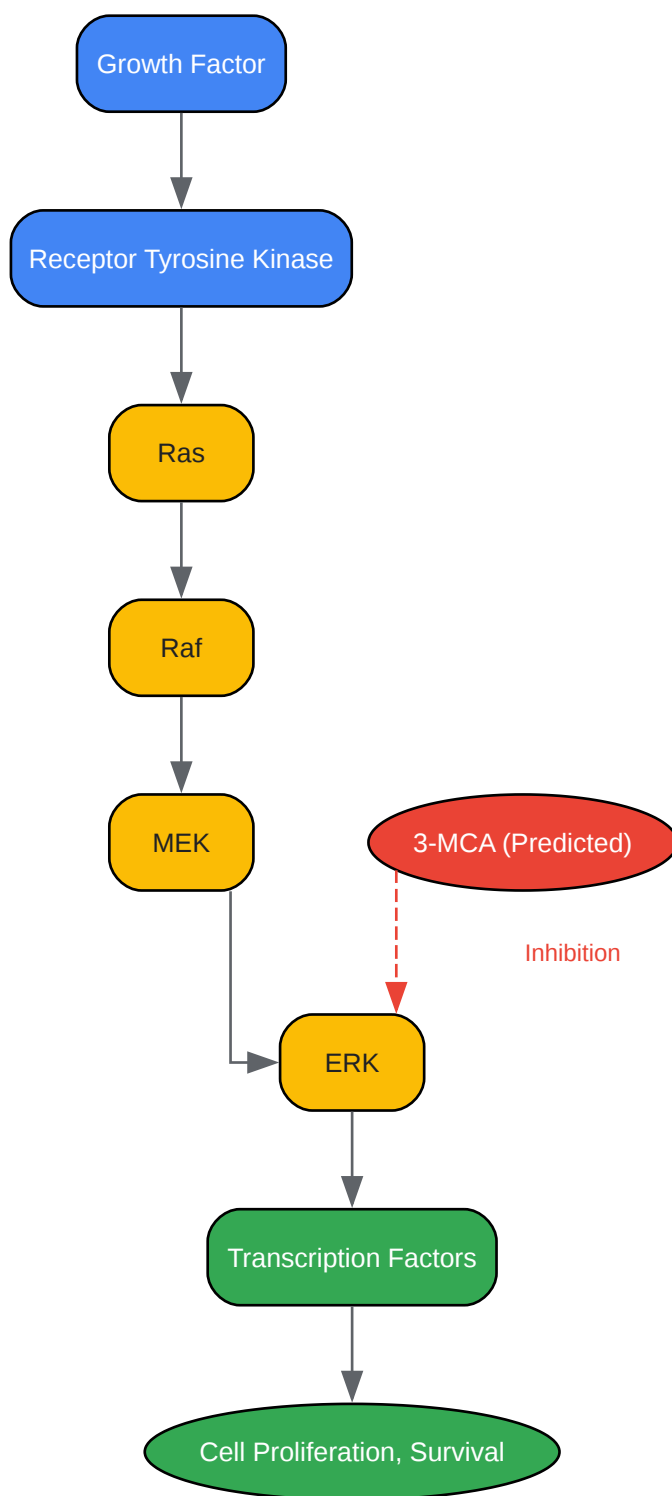 Growth Factor
Receptor Tyrosine Kinase
Ras
Raf
MEK
3-MCA (Predicted)
Inhibition
ERK
Transcription Factors
Cell Proliferation, Survival